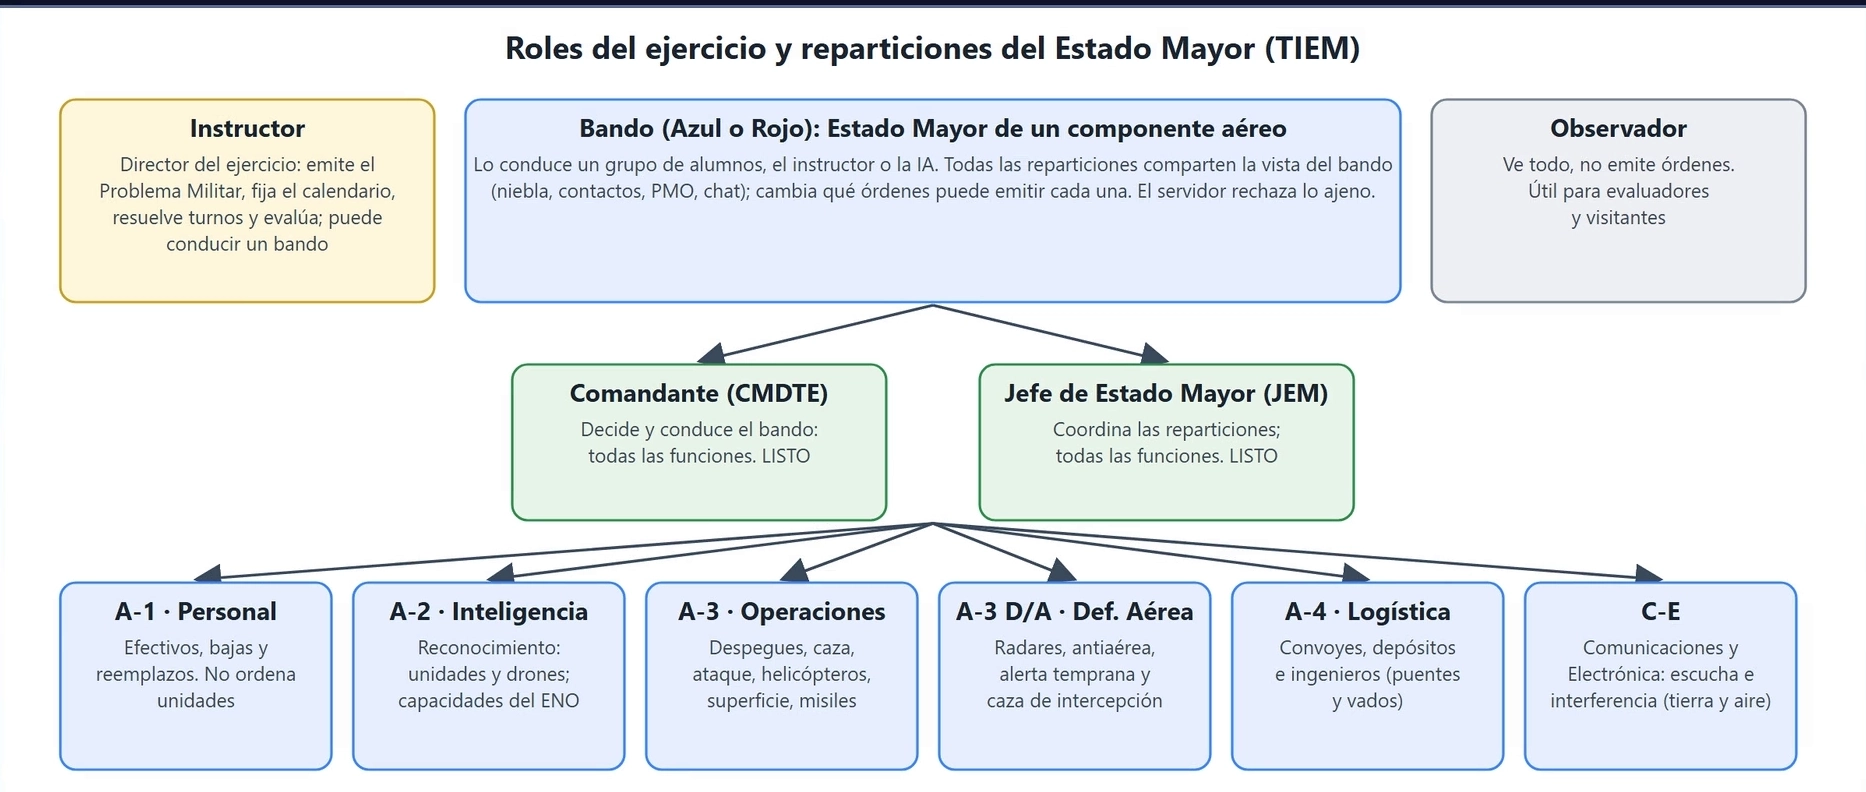 Roles del ejercicio y reparticiones del Estado Mayor (TIEM)
Instructor
Director del ejercicio: emite el
Problema Militar, fija el calendario,
resuelve turnos y evalúa; puede
conducir un bando
Bando (Azul o Rojo): Estado Mayor de un componente aéreo
Lo conduce un grupo de alumnos, el instructor o la IA. Todas las reparticiones comparten la vista del bando
(niebla, contactos, PMO, chat); cambia qué órdenes puede emitir cada una. El servidor rechaza lo ajeno.
Observador
Ve todo, no emite órdenes.
Útil para evaluadores
y visitantes
Comandante (CMDTE)
Decide y conduce el bando:
todas las funciones. LISTO
Jefe de Estado Mayor (JEM)
Coordina las reparticiones;
todas las funciones. LISTO
A-1 · Personal
Efectivos, bajas y
reemplazos. No ordena
unidades
A-2 · Inteligencia
Reconocimiento:
unidades y drones;
capacidades del ENO
A-3 · Operaciones
Despegues, caza,
ataque, helicópteros,
superficie, misiles
A-3 D/A · Def. Aérea
Radares, antiaérea,
alerta temprana y
caza de intercepción
A-4 · Logística
Convoyes, depósitos
e ingenieros (puentes
y vados)
C-E
Comunicaciones y
Electrónica: escucha e
interferencia (tierra y aire)